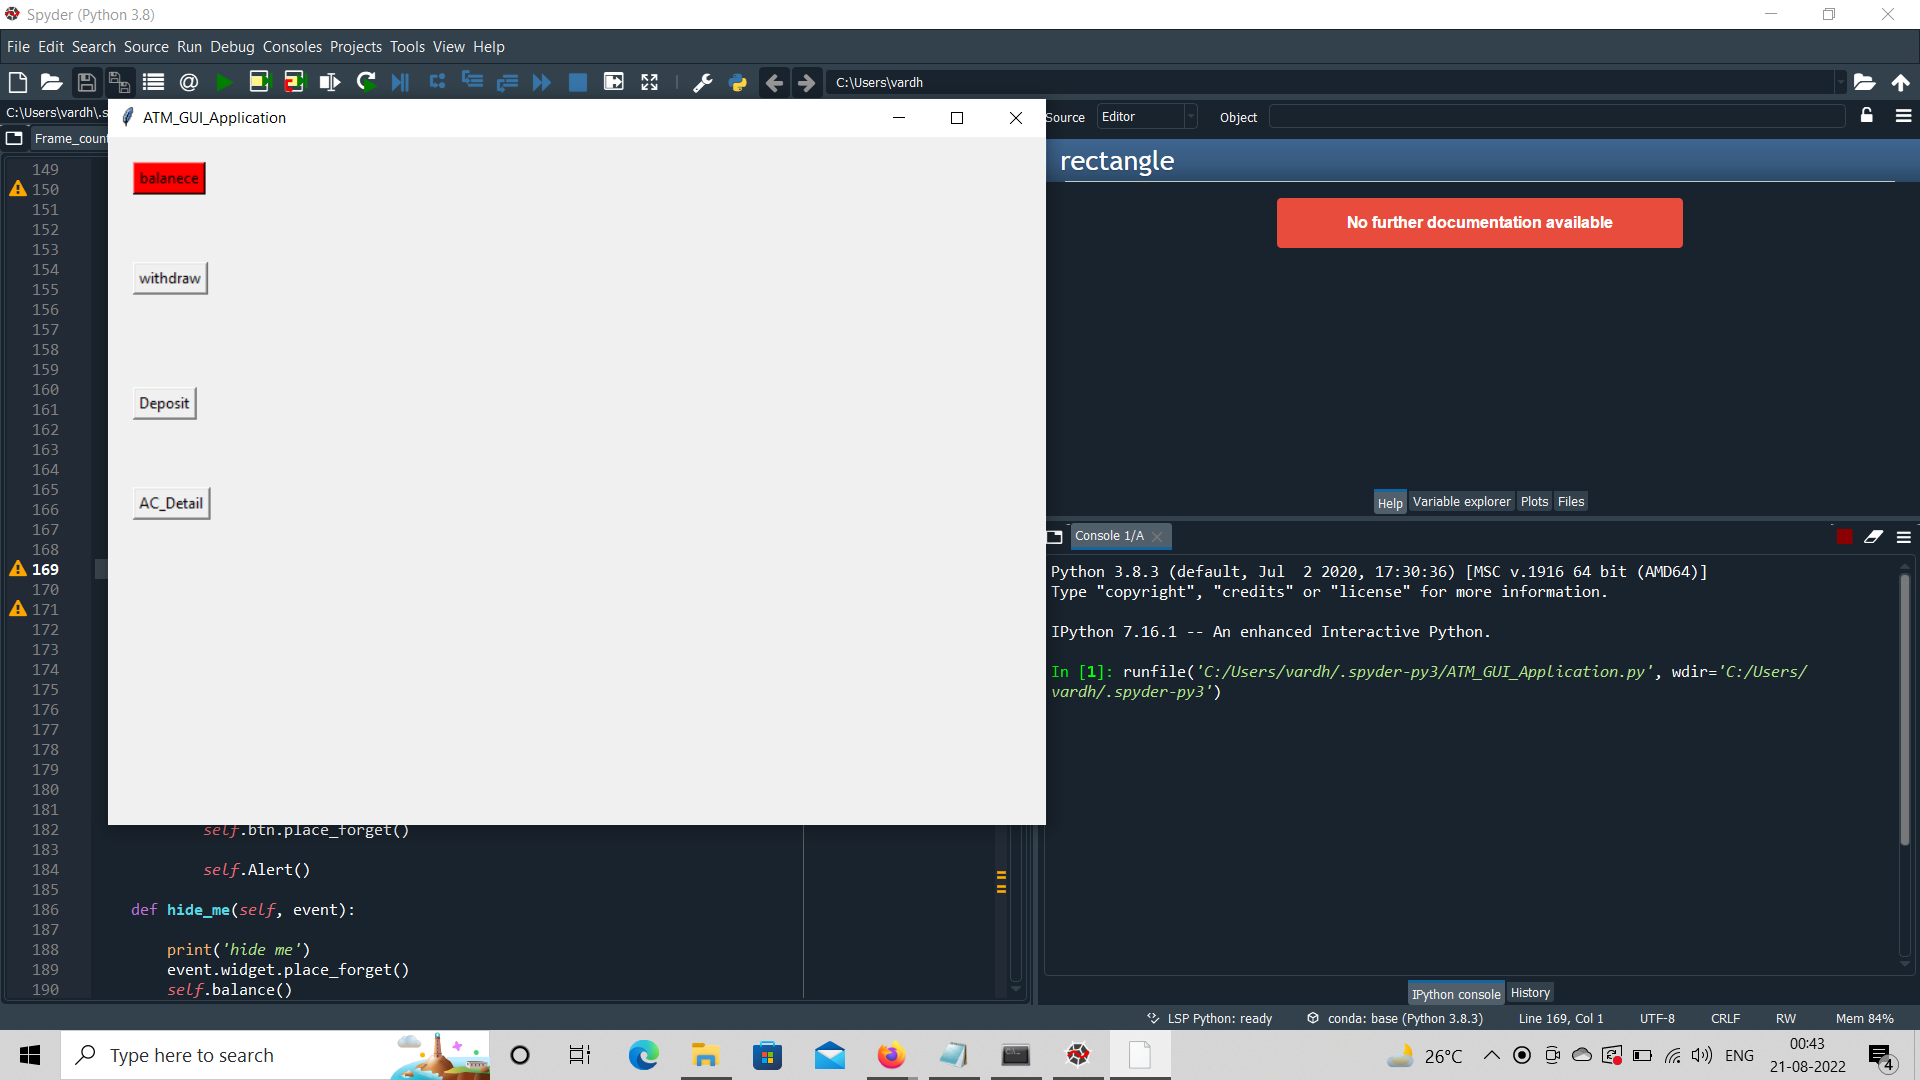 Spyder (Python 3.8)
File Edit Search Source Run Debug Consoles Projects Tools View Help
C:\Users\vardh
C:\Users\vardh\.s
Frame_count
ATM_GUI_Application
balanece
withdraw
Deposit
AC_Detail
149
150
151
152
153
154
155
156
157
158
159
160
161
162
163
164
165
166
167
168
169
170
171
172
173
174
175
176
177
178
179
180
181
182 self.btn.place_forget()
183
184 self.Alert()
185
186 def hide_me(self, event):
187
188 print('hide me')
189 event.widget.place_forget()
190 self.balance()
Source Editor Object
rectangle
No further documentation available
Help Variable explorer Plots Files
Console 1/A
Python 3.8.3 (default, Jul  2 2020, 17:30:36) [MSC v.1916 64 bit (AMD64)]
Type "copyright", "credits" or "license" for more information.
IPython 7.16.1 -- An enhanced Interactive Python.
In [1]: runfile('C:/Users/vardh/.spyder-py3/ATM_GUI_Application.py', wdir='C:/Users/
vardh/.spyder-py3')
IPython console History
LSP Python: ready conda: base (Python 3.8.3) Line 169, Col 1 UTF-8 CRLF RW Mem 84%
Type here to search
26°C ENG
00:43
21-08-2022
4